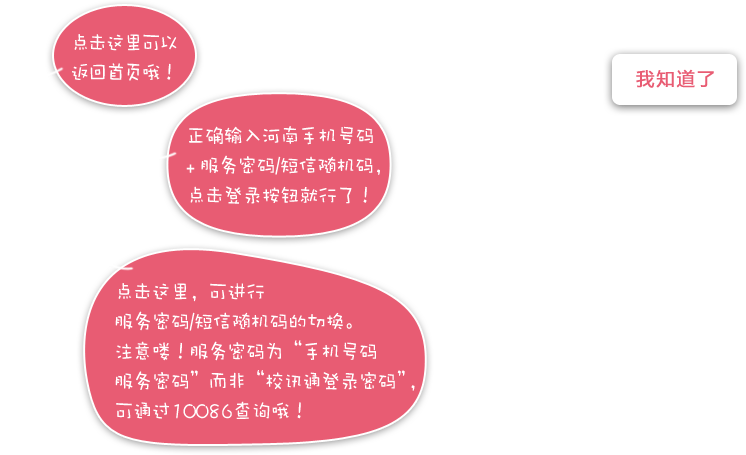 点击这里可以
返回首页哦！
我知道了
正确输入河南手机号码
+服务密码/短信随机码，
点击登录按钮就行了！
点击这里，可进行
服务密码/短信随机码的切换。
注意喽！服务密码为“手机号码
服务密码”而非“校讯通登录密码”，
可通过10086查询哦！